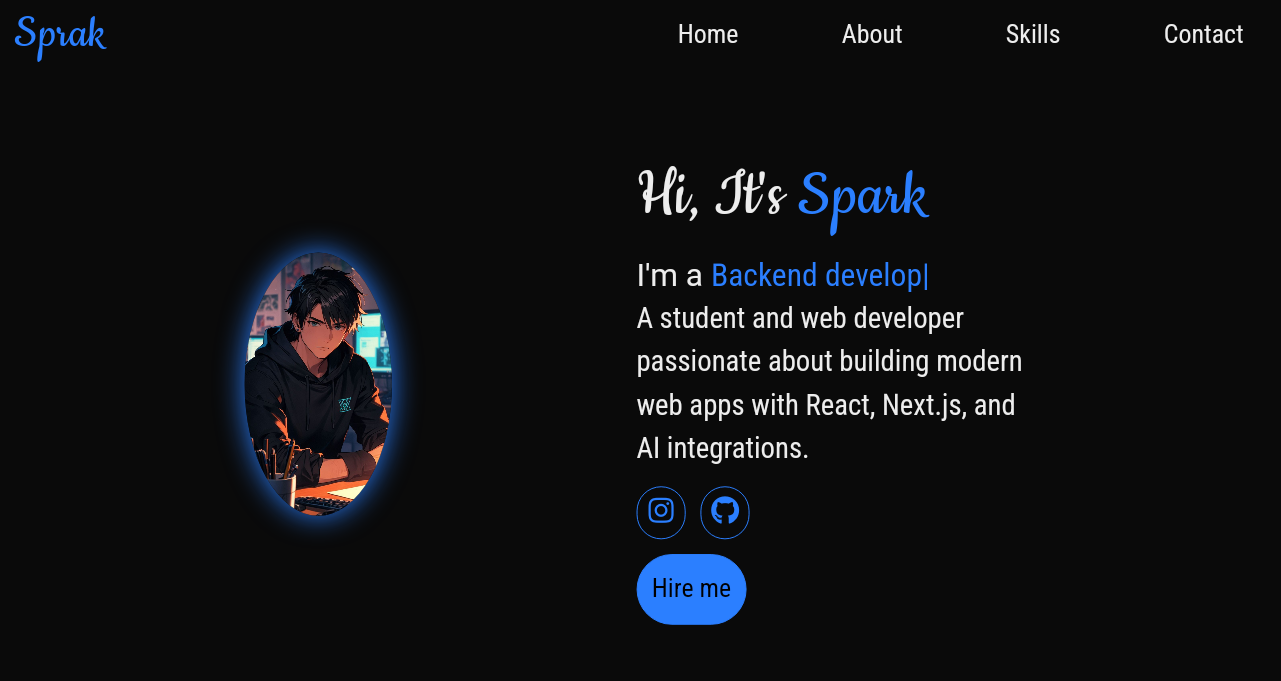 Sprak
Home
About
Skills
Contact
Hi, It's Spark
I'm a Backend develop|
A student and web developer
passionate about building modern
web apps with React, Next.js, and
AI integrations.
Hire me